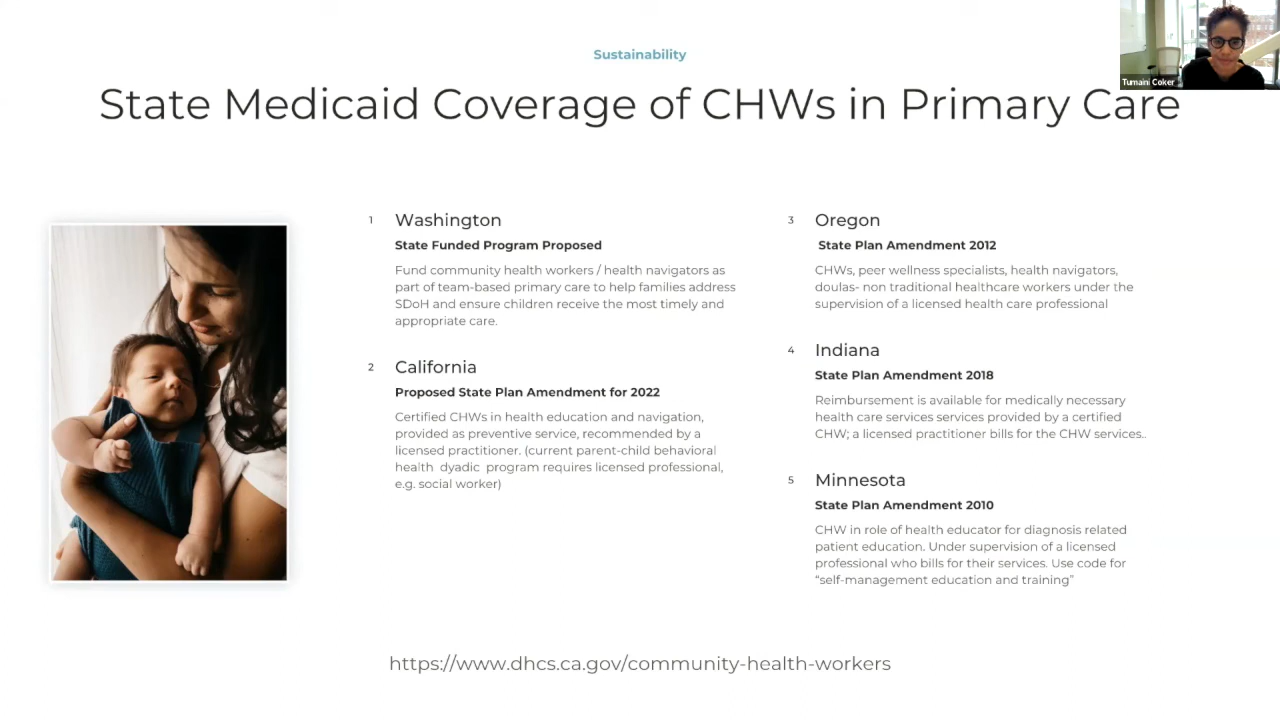 Sustainability
State Medicaid Coverage of CHWs in Primary Care
Tumaini Coker
1
Washington
State Funded Program Proposed
Fund community health workers / health navigators as
part of team-based primary care to help families address
SDoH and ensure children receive the most timely and
appropriate care.
2
California
Proposed State Plan Amendment for 2022
Certified CHWs in health education and navigation,
provided as preventive service, recommended by a
licensed practitioner. (current parent-child behavioral
health dyadic program requires licensed professional,
e.g. social worker)
3
Oregon
State Plan Amendment 2012
CHWs, peer wellness specialists, health navigators,
doulas- non traditional healthcare workers under the
supervision of a licensed health care professional
4
Indiana
State Plan Amendment 2018
Reimbursement is available for medically necessary
health care services services provided by a certified
CHW; a licensed practitioner bills for the CHW services..
5
Minnesota
State Plan Amendment 2010
CHW in role of health educator for diagnosis related
patient education. Under supervision of a licensed
professional who bills for their services. Use code for
“self-management education and training”
https://www.dhcs.ca.gov/community-health-workers